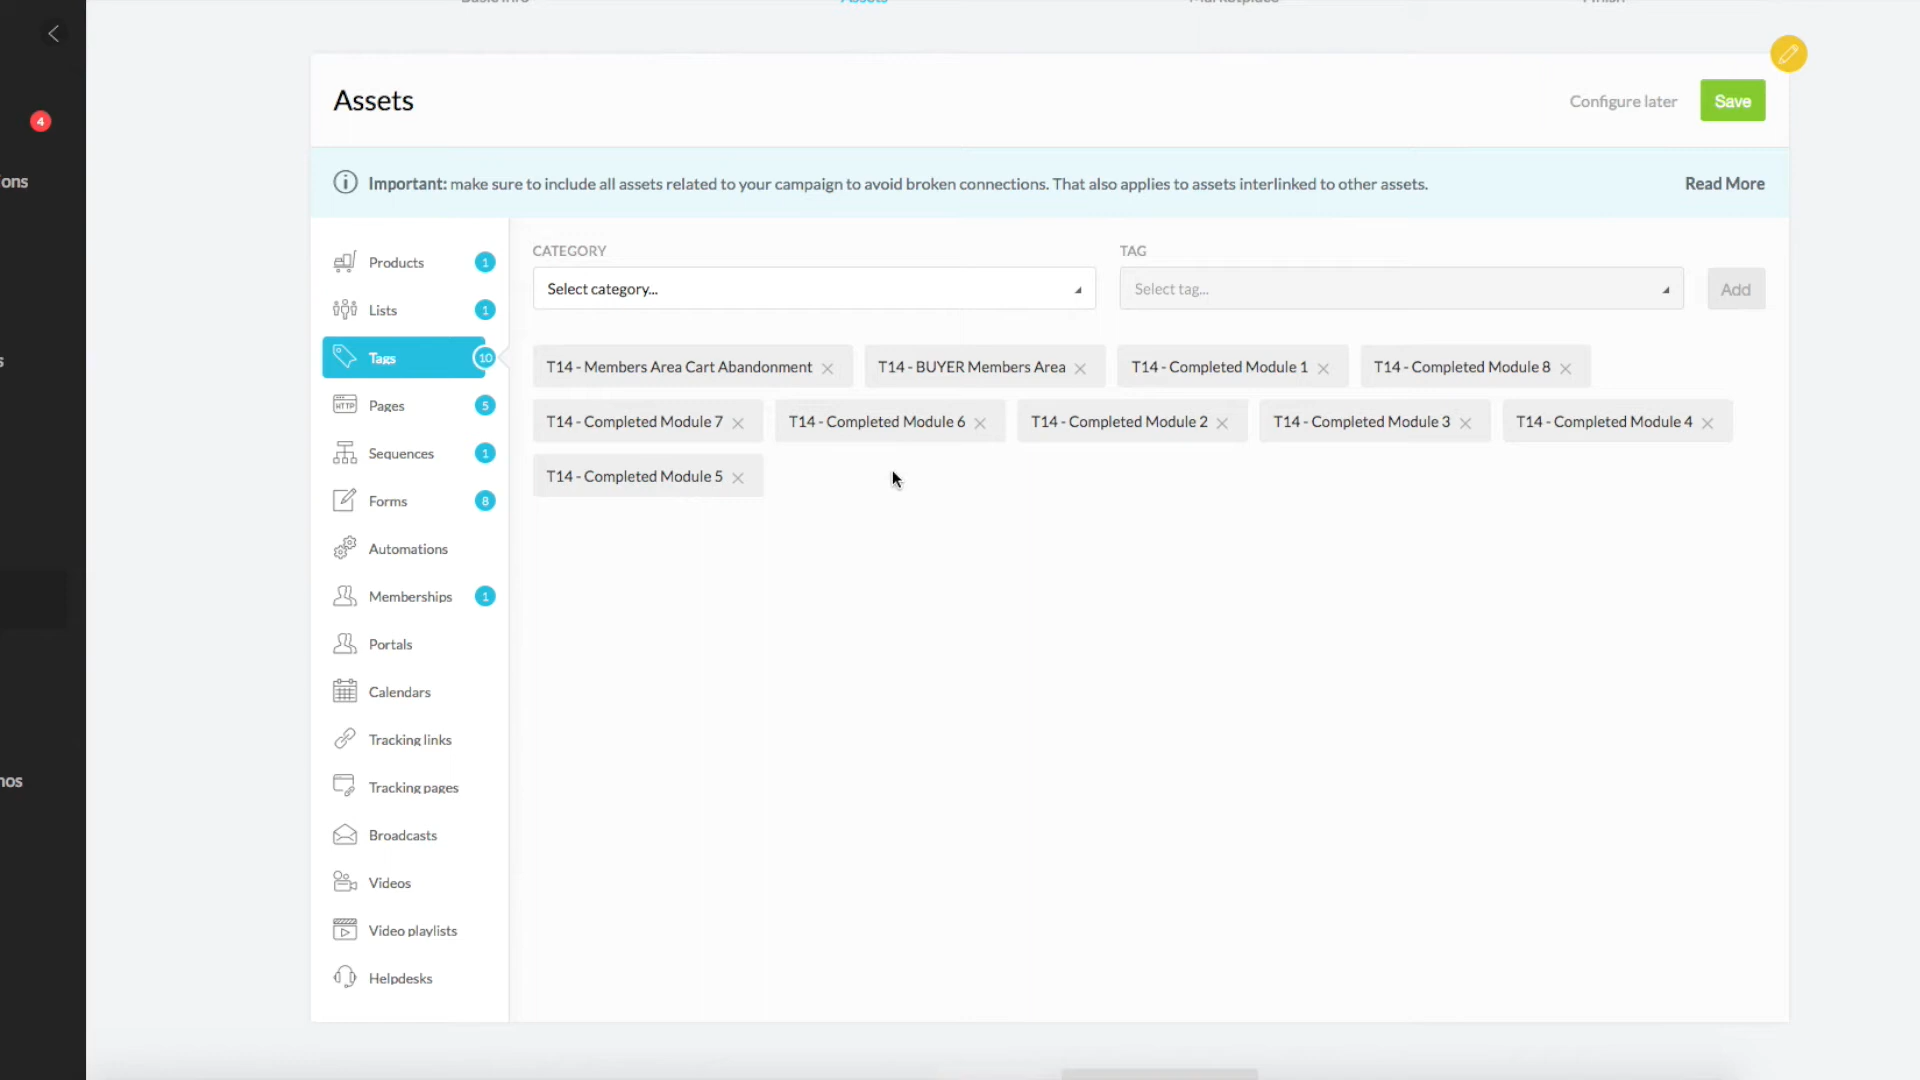 Assets
4
Assets
Configure later
Save
ons
Important: make sure to include all assets related to your campaign to avoid broken connections. That also applies to assets interlinked to other assets.
Read More
CATEGORY
TAG
Select category...
Select tag...
Add
Products 1
Lists 1
Tags 10
Pages 5
Sequences 1
Forms 8
Automations
Memberships 1
Portals
Calendars
Tracking links
Tracking pages
Broadcasts
Videos
Video playlists
Helpdesks
T14 - Members Area Cart Abandonment
T14 - BUYER Members Area
T14 - Completed Module 1
T14 - Completed Module 8
T14 - Completed Module 7
T14 - Completed Module 6
T14 - Completed Module 2
T14 - Completed Module 3
T14 - Completed Module 4
T14 - Completed Module 5
s
nos
HTTP